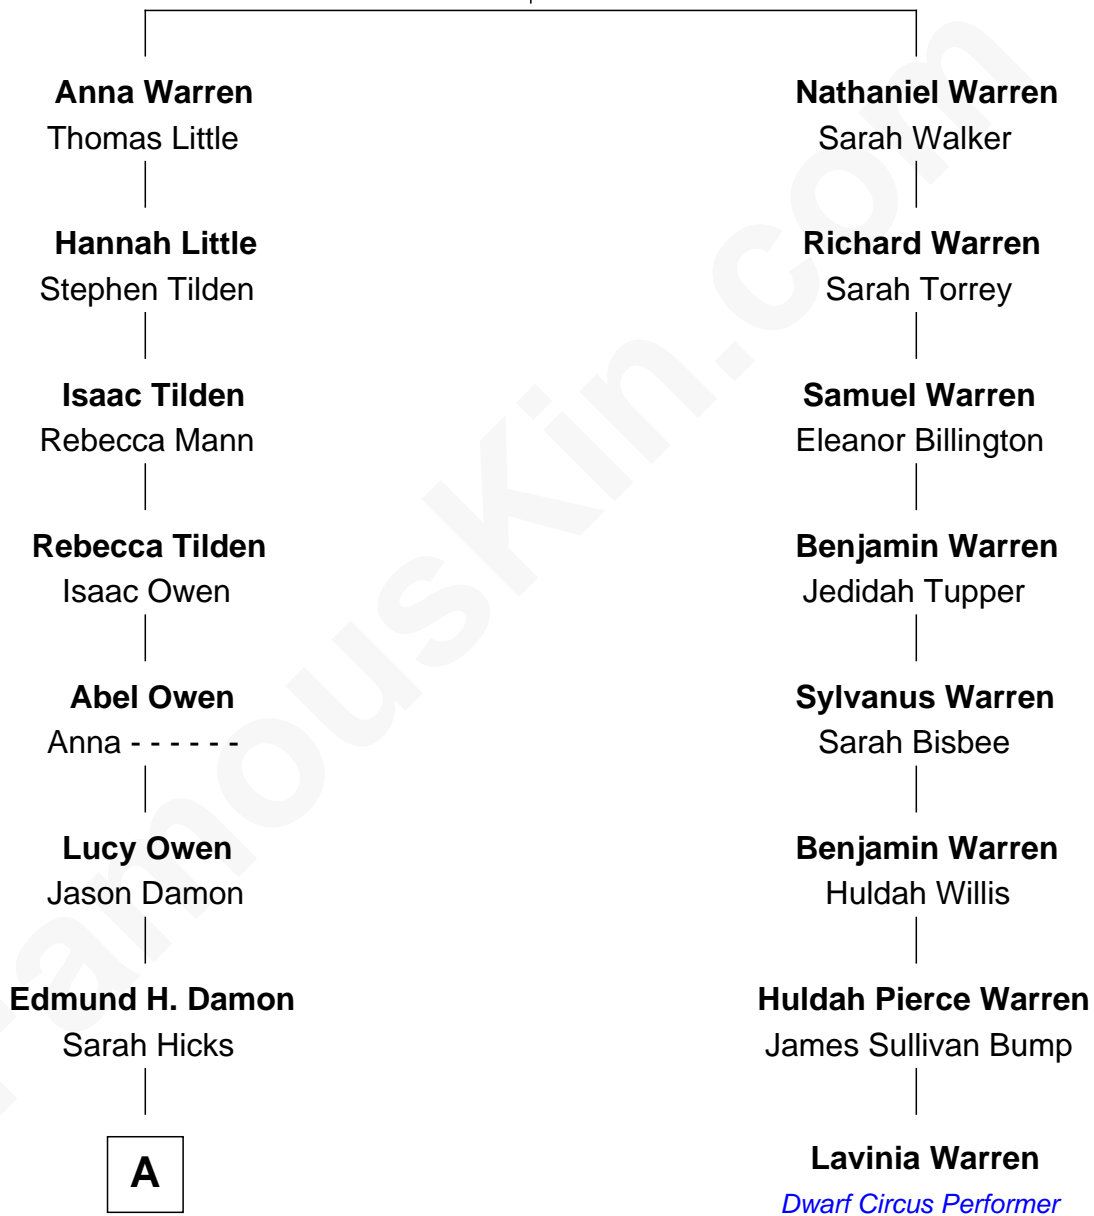 Anna Warren
Thomas Little
Hannah Little
Stephen Tilden
Isaac Tilden
Rebecca Mann
Rebecca Tilden
Isaac Owen
Abel Owen
Anna - - - - - -
Lucy Owen
Jason Damon
Edmund H. Damon
Sarah Hicks
A
Nathaniel Warren
Sarah Walker
Richard Warren
Sarah Torrey
Samuel Warren
Eleanor Billington
Benjamin Warren
Jedidah Tupper
Sylvanus Warren
Sarah Bisbee
Benjamin Warren
Huldah Willis
Huldah Pierce Warren
James Sullivan Bump
Lavinia Warren
Dwarf Circus Performer
FamousKin.com